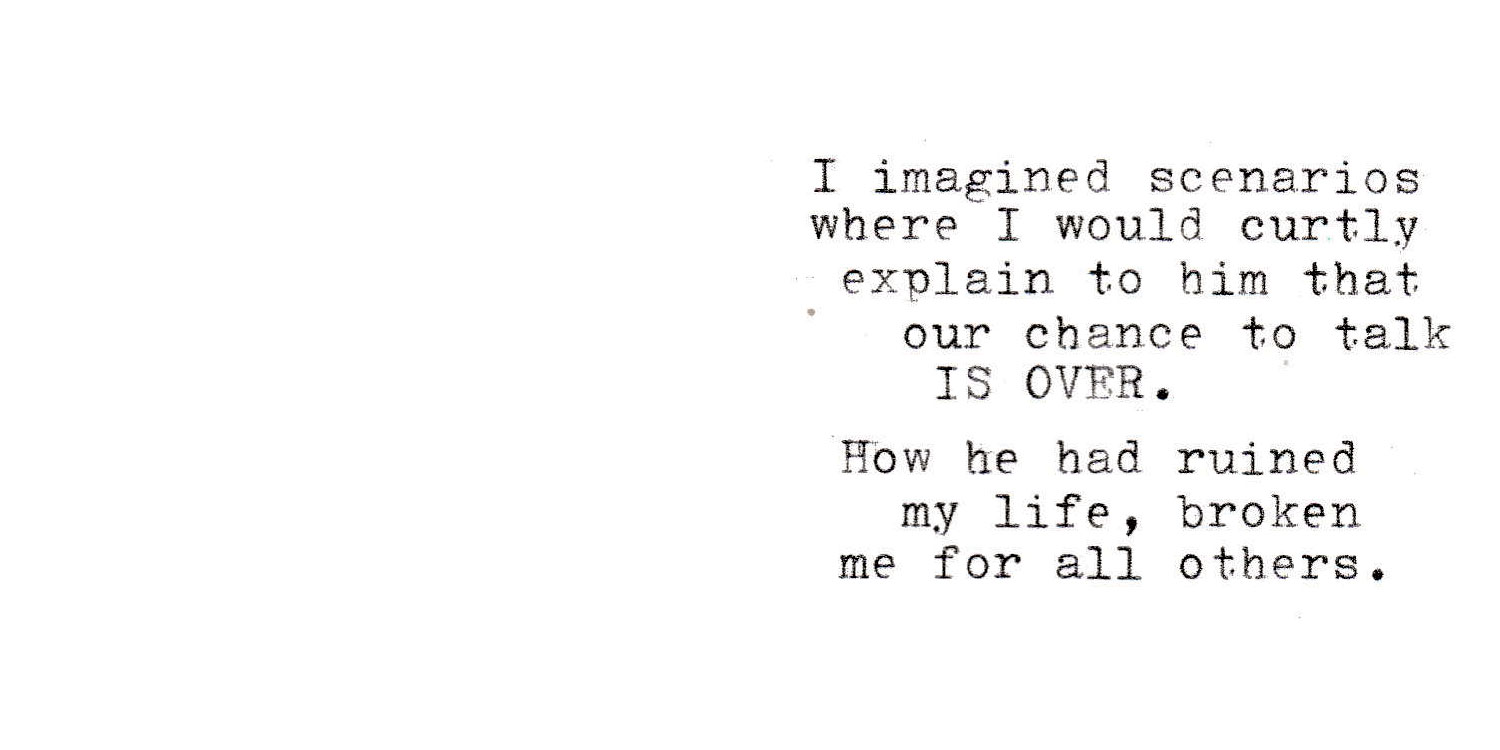 I imagined scenarios
where I would curtly
explain to him that
our chance to talk
IS OVER.
How he had ruined
my life, broken
me for all others.